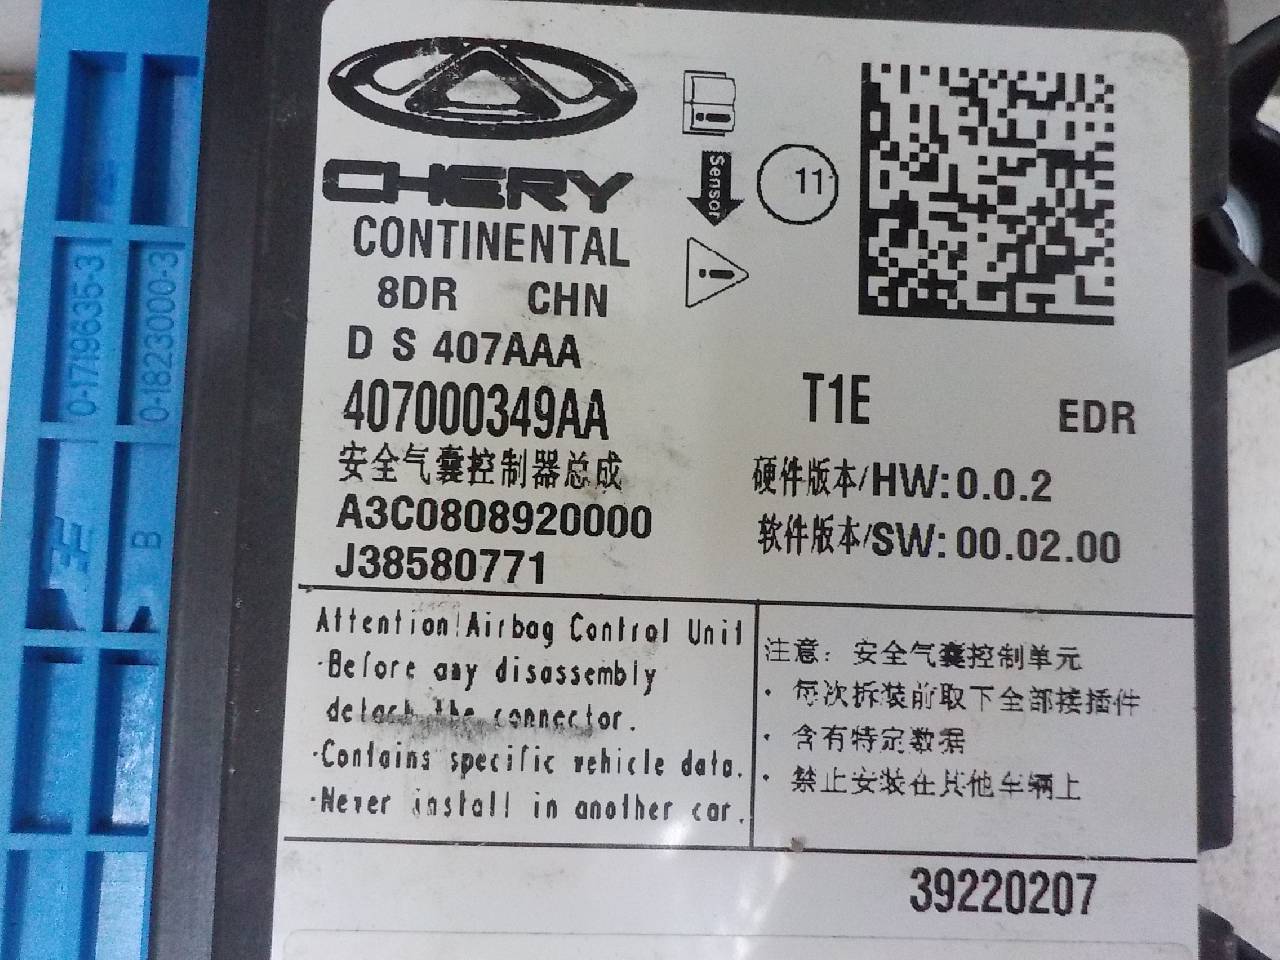 CHERY
CONTINENTAL
8DR CHN
D S 407AAA
407000349AA
安全气囊控制器总成
A3C0808920000
J38580771
Sensor
11
T1E EDR
硬件版本/HW:0.0.2
软件版本/SW:00.02.00
Attention!Airbag Control Unit
·Before any disassembly
detach the connector.
·Contains specific vehicle data.
·Never install in another car.
注意：安全气囊控制单元
· 每次拆装前取下全部接插件
· 含有特定数据
· 禁止安装在其他车辆上
39220207
0-1719635-3
0-1823000-3
B